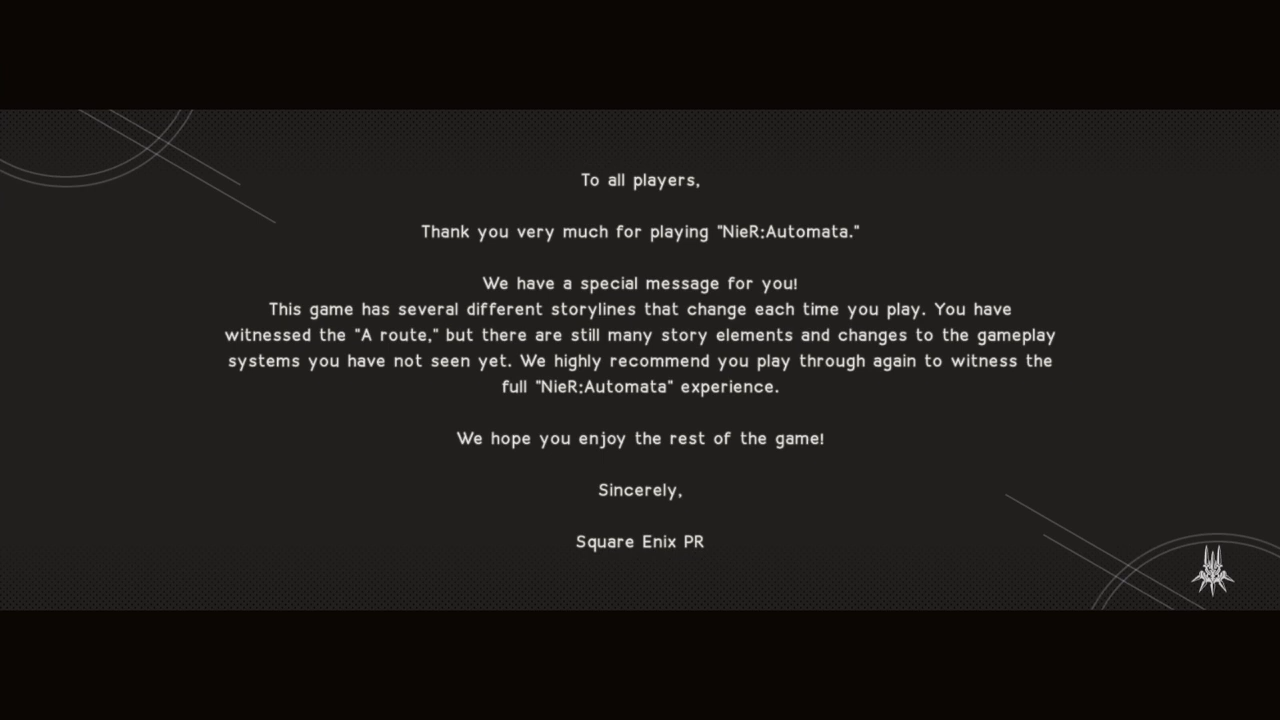 To all players,
Thank you very much for playing "NieR:Automata."
We have a special message for you!
This game has several different storylines that change each time you play. You have
witnessed the "A route," but there are still many story elements and changes to the gameplay
systems you have not seen yet. We highly recommend you play through again to witness the
full "NieR:Automata" experience.
We hope you enjoy the rest of the game!
Sincerely,
Square Enix PR